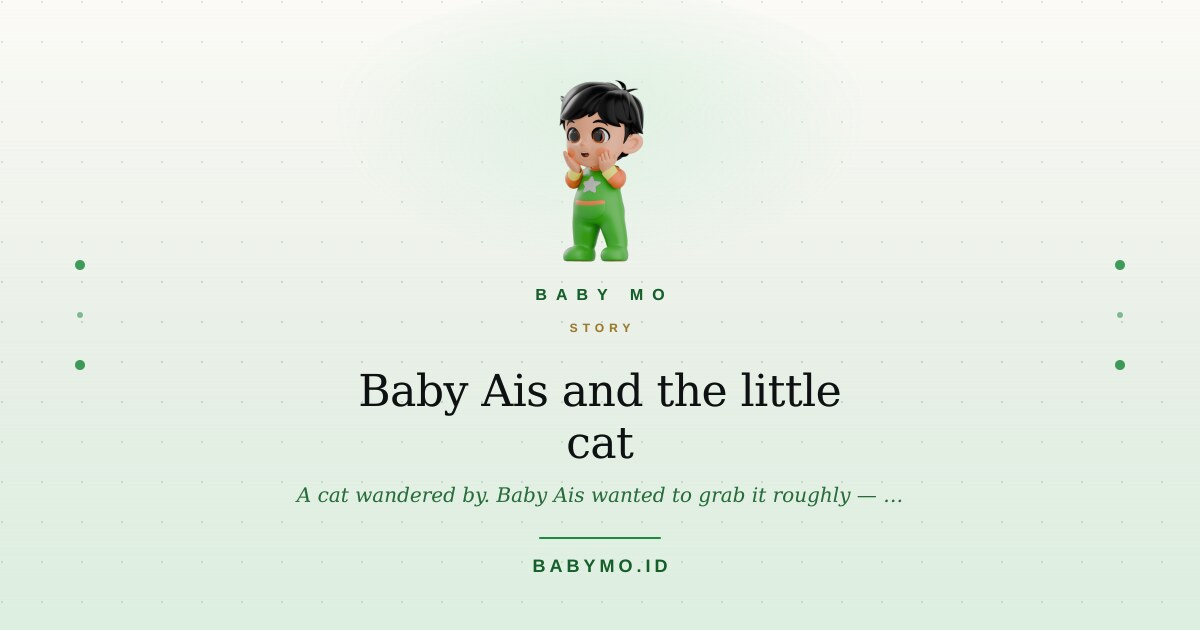 BABY MO
STORY
Baby Ais and the little
cat
A cat wandered by. Baby Ais wanted to grab it roughly — …
BABYMO.ID